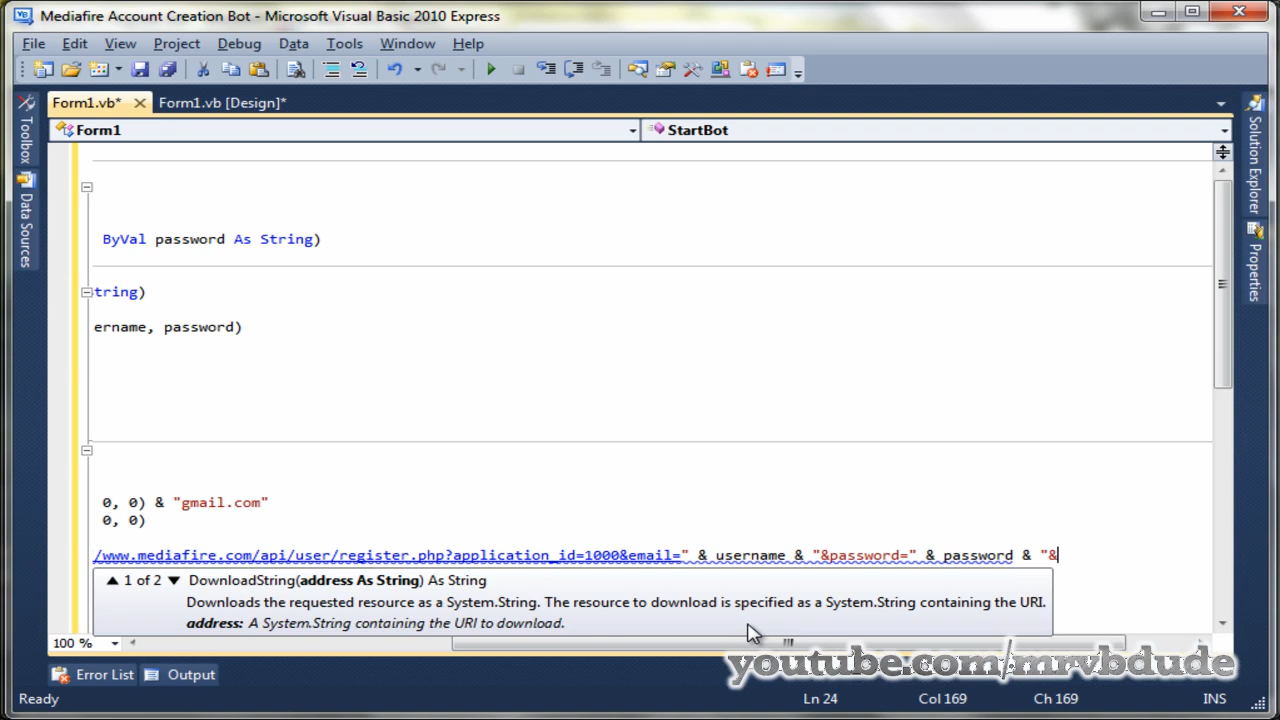 Mediafire Account Creation Bot - Microsoft Visual Basic 2010 Express
File Edit View Project Debug Data Tools Window Help
Form1.vb* Form1.vb [Design]*
Form1 StartBot
Toolbox
Data Sources
Solution Explorer
Properties
ByVal password As String)
tring)
ername, password)
0, 0) & "gmail.com"
0, 0)
/www.mediafire.com/api/user/register.php?application_id=1000&email=" & username & "&password=" & password & "&
1 of 2 DownloadString(address As String) As String
Downloads the requested resource as a System.String. The resource to download is specified as a System.String containing the URI.
address: A System.String containing the URI to download.
100 %
youtube.com/mrvbdude
Error List Output
Ready Ln 24 Col 169 Ch 169 INS